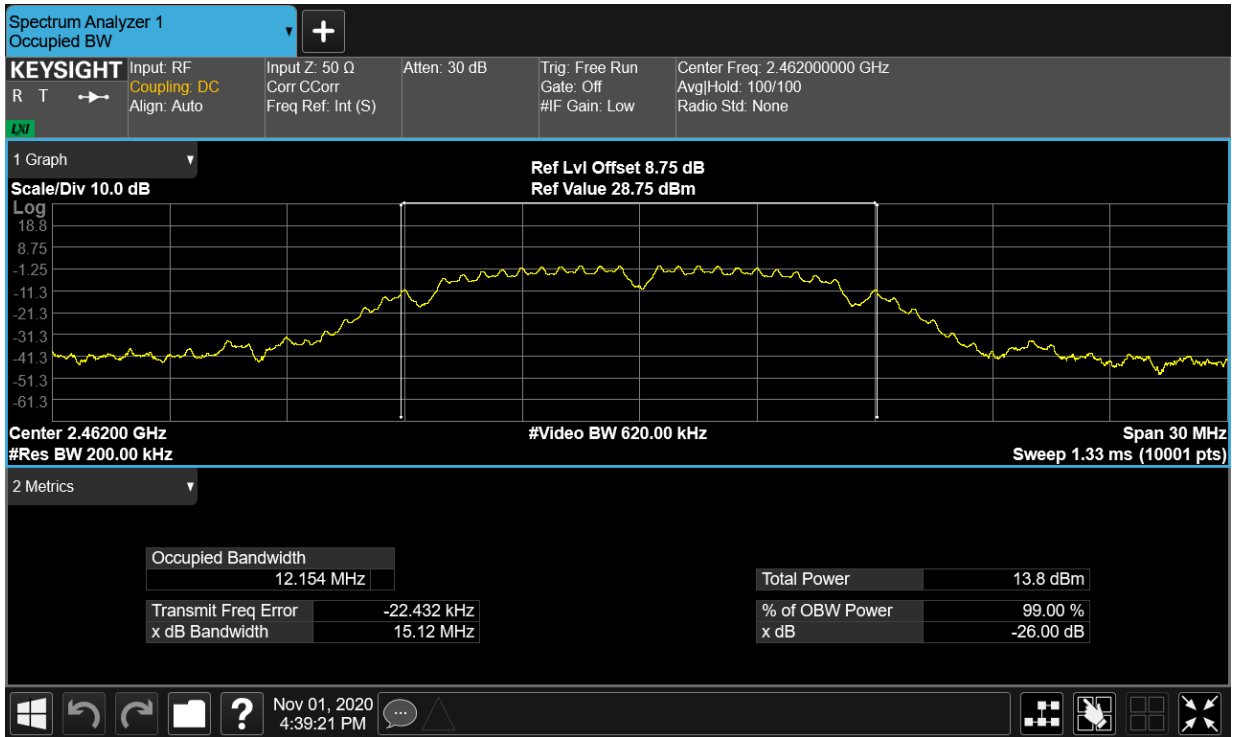 Spectrum Analyzer 1
Occupied BW
KEYSIGHT
R T
LXI
Input: RF
Coupling: DC
Align: Auto
Input Z: 50 Ω
Corr CCorr
Freq Ref: Int (S)
Atten: 30 dB
Trig: Free Run
Gate: Off
#IF Gain: Low
Center Freq: 2.462000000 GHz
Avg|Hold: 100/100
Radio Std: None
1 Graph
Ref Lvl Offset 8.75 dB
Scale/Div 10.0 dB
Ref Value 28.75 dBm
Log
18.8
8.75
-1.25
-11.3
-21.3
-31.3
-41.3
-51.3
-61.3
Center 2.46200 GHz
#Video BW 620.00 kHz
Span 30 MHz
#Res BW 200.00 kHz
Sweep 1.33 ms (10001 pts)
2 Metrics
Occupied Bandwidth
12.154 MHz
Total Power 13.8 dBm
Transmit Freq Error -22.432 kHz
% of OBW Power 99.00 %
x dB Bandwidth 15.12 MHz
x dB -26.00 dB
?
Nov 01, 2020
4:39:21 PM